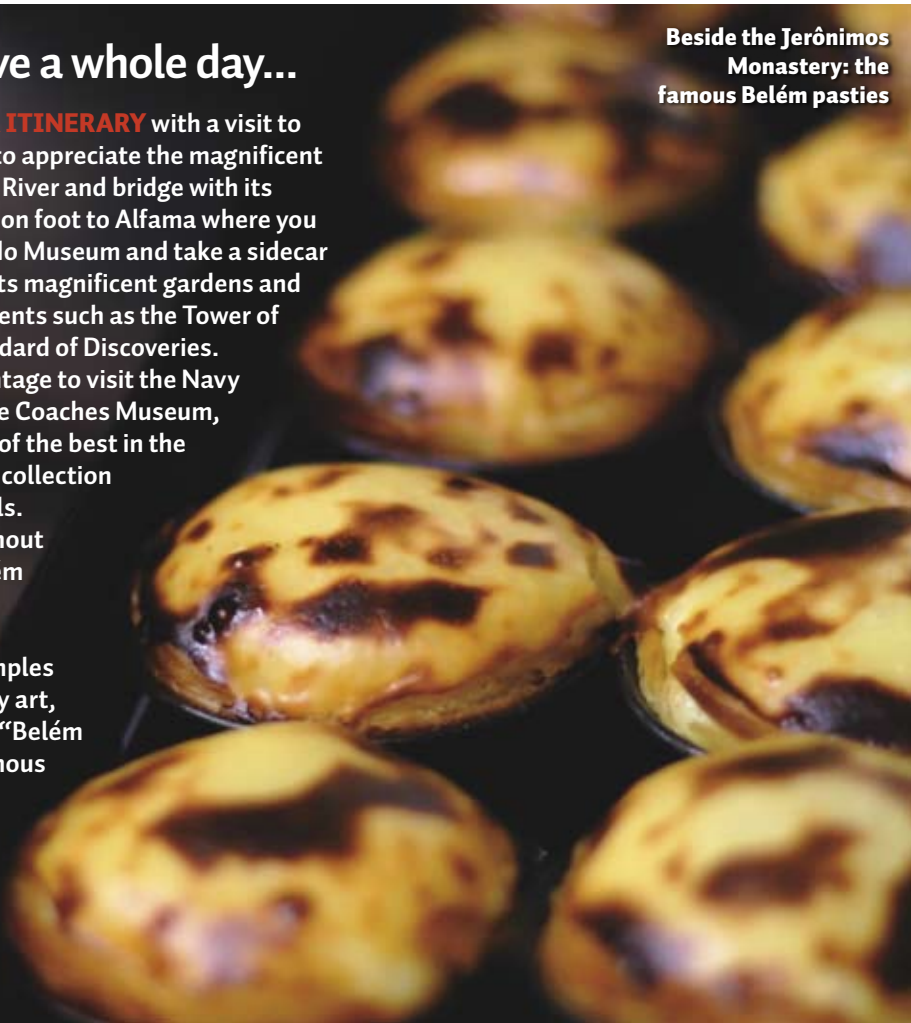 ve a whole day...
ITINERARY with a visit to
to appreciate the magnificent
River and bridge with its
on foot to Alfama where you
do Museum and take a sidecar
ts magnificent gardens and
ents such as the Tower of
dard of Discoveries.
ntage to visit the Navy
e Coaches Museum,
of the best in the
collection
ls.
hout
em
mples
y art,
“Belém
mous
Beside the Jerônimos
Monastery: the
famous Belém pasties